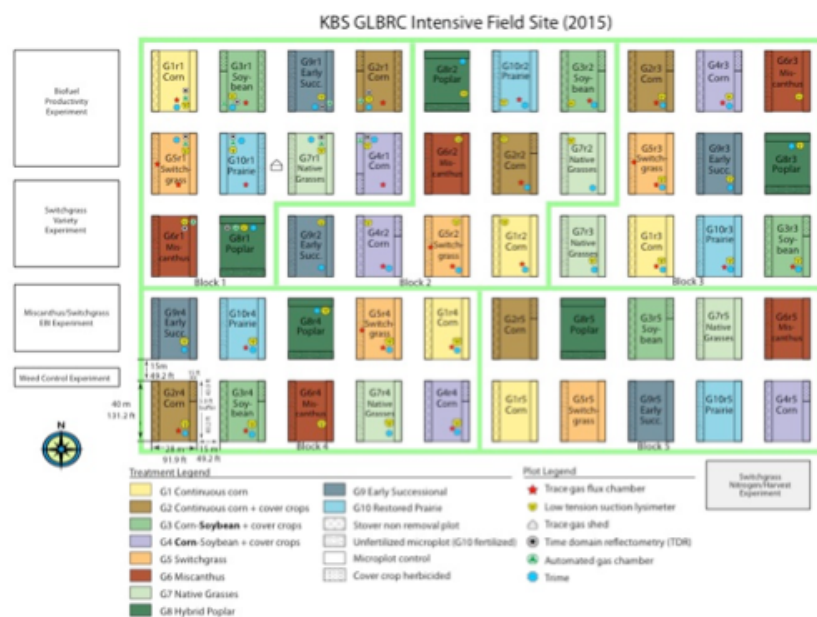 KBS GLBRC Intensive Field Site (2015)
Biofuel
Productivity
Experiment
Switchgrass
Variety
Experiment
Miscanthus/Switchgrass
EBI Experiment
Weed Control Experiment
G1r1
Corn
G3r1
Soy-
bean
G9r1
Early
Succ.
G2r1
Corn
G8r2
Poplar
G10r2
Prairie
G3r2
Soy-
bean
G2r3
Corn
G4r3
Corn
G6r3
Mis-
canthus
G5r1
Switch-
grass
G10r1
Prairie
G7r1
Native
Grasses
G4r1
Corn
G6r2
Mis-
canthus
G2r2
Corn
G7r2
Native
Grasses
G5r3
Switch-
grass
G9r3
Early
Succ.
G8r3
Poplar
G6r1
Mis-
canthus
G8r1
Poplar
G9r2
Early
Succ.
G4r2
Corn
G5r2
Switch-
grass
G1r2
Corn
G7r3
Native
Grasses
G1r3
Corn
G10r3
Prairie
G3r3
Soy-
bean
Block 1
Block 2
Block 3
G9r4
Early
Succ.
G10r4
Prairie
G8r4
Poplar
G5r4
Switch-
grass
G1r4
Corn
G2r5
Corn
G8r5
Poplar
G3r5
Soy-
bean
G7r5
Native
Grasses
G6r5
Mis-
canthus
15m
49.2 ft
40 m
131.2 ft
G2r4
Corn
G3r4
Soy-
bean
G6r4
Mis-
canthus
G7r4
Native
Grasses
G4r4
Corn
G1r5
Corn
G5r5
Switch-
grass
G9r5
Early
Succ.
G10r5
Prairie
G4r5
Corn
Block 4
Block 5
N
28 m
91.9 ft
15 m
49.2 ft
Switchgrass
Nitrogen/Harvest
Experiment
Treatment Legend
G1 Continuous corn
G2 Continuous corn + cover crops
G3 Corn-Soybean + cover crops
G4 Corn-Soybean + cover crops
G5 Switchgrass
G6 Miscanthus
G7 Native Grasses
G8 Hybrid Poplar
G9 Early Successional
G10 Restored Prairie
Stover non removal plot
Unfertilized microplot (G10 fertilized)
Microplot control
Cover crop herbicided
Plot Legend
Trace gas flux chamber
Low tension suction lysimeter
Trace gas shed
Time domain reflectometry (TDR)
Automated gas chamber
Trime